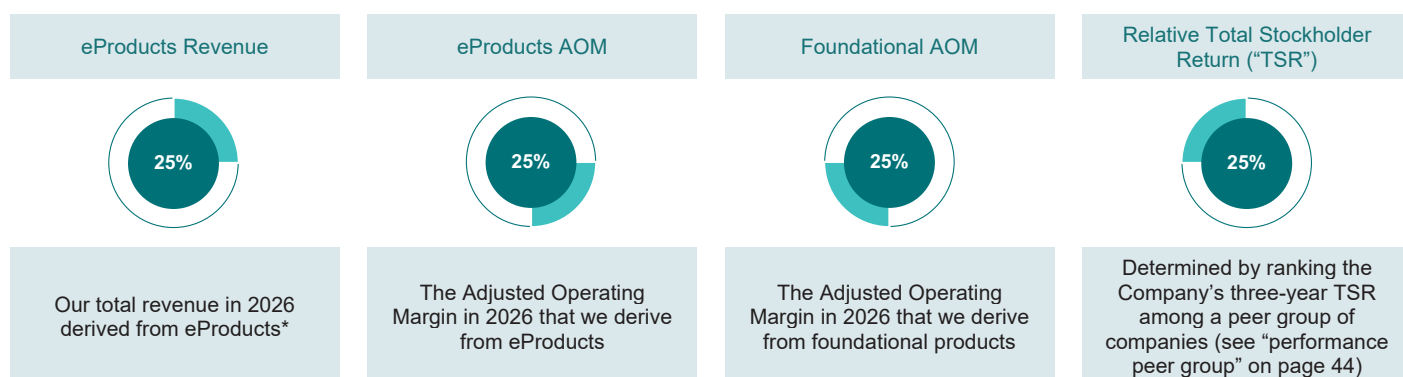 eProducts Revenue
eProducts AOM
Foundational AOM
Relative Total Stockholder
Return (“TSR”)
25%
25%
25%
25%
Our total revenue in 2026
derived from eProducts*
The Adjusted Operating
Margin in 2026 that we derive
from eProducts
The Adjusted Operating
Margin in 2026 that we derive
from foundational products
Determined by ranking the
Company’s three-year TSR
among a peer group of
companies (see “performance
peer group” on page 44)